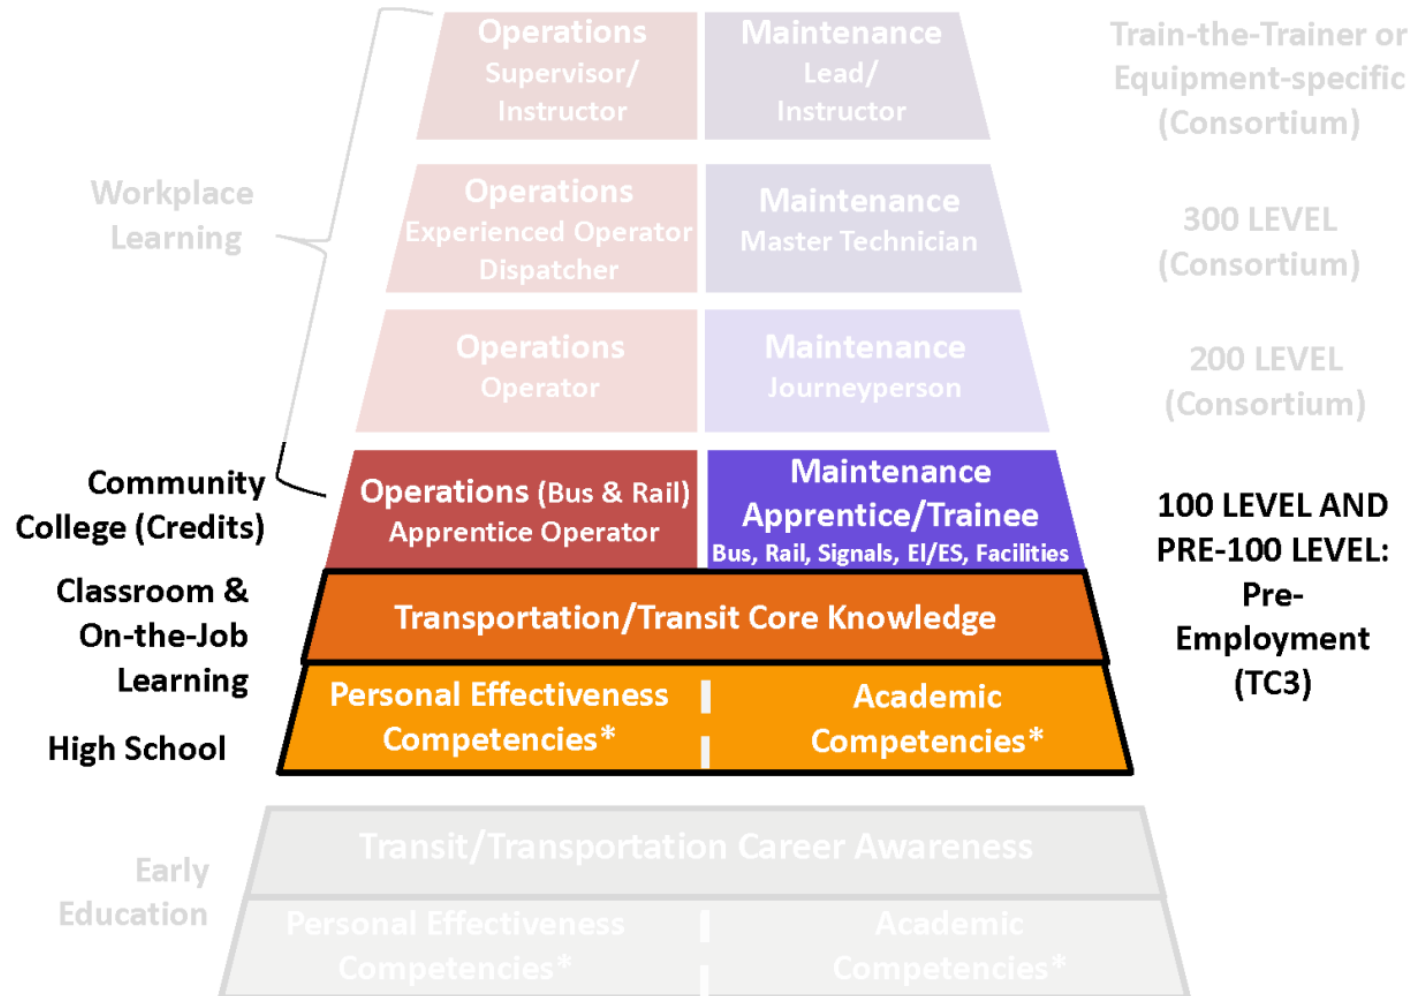 Operations
Supervisor/
Instructor
Maintenance
Lead/
Instructor
Train-the-Trainer or
Equipment-specific
(Consortium)
Workplace
Learning
Operations
Experienced Operator
Dispatcher
Maintenance
Master Technician
300 LEVEL
(Consortium)
Operations
Operator
Maintenance
Journeyperson
200 LEVEL
(Consortium)
Community
College (Credits)
Operations (Bus & Rail)
Apprentice Operator
Maintenance
Apprentice/Trainee
Bus, Rail, Signals, El/ES, Facilities
100 LEVEL AND
PRE-100 LEVEL:
Pre-
Employment
(TC3)
Classroom &
On-the-Job
Learning
Transportation/Transit Core Knowledge
High School
Personal Effectiveness
Competencies*
Academic
Competencies*
Early
Education
Transit/Transportation Career Awareness
Personal Effectiveness
Competencies*
Academic
Competencies*